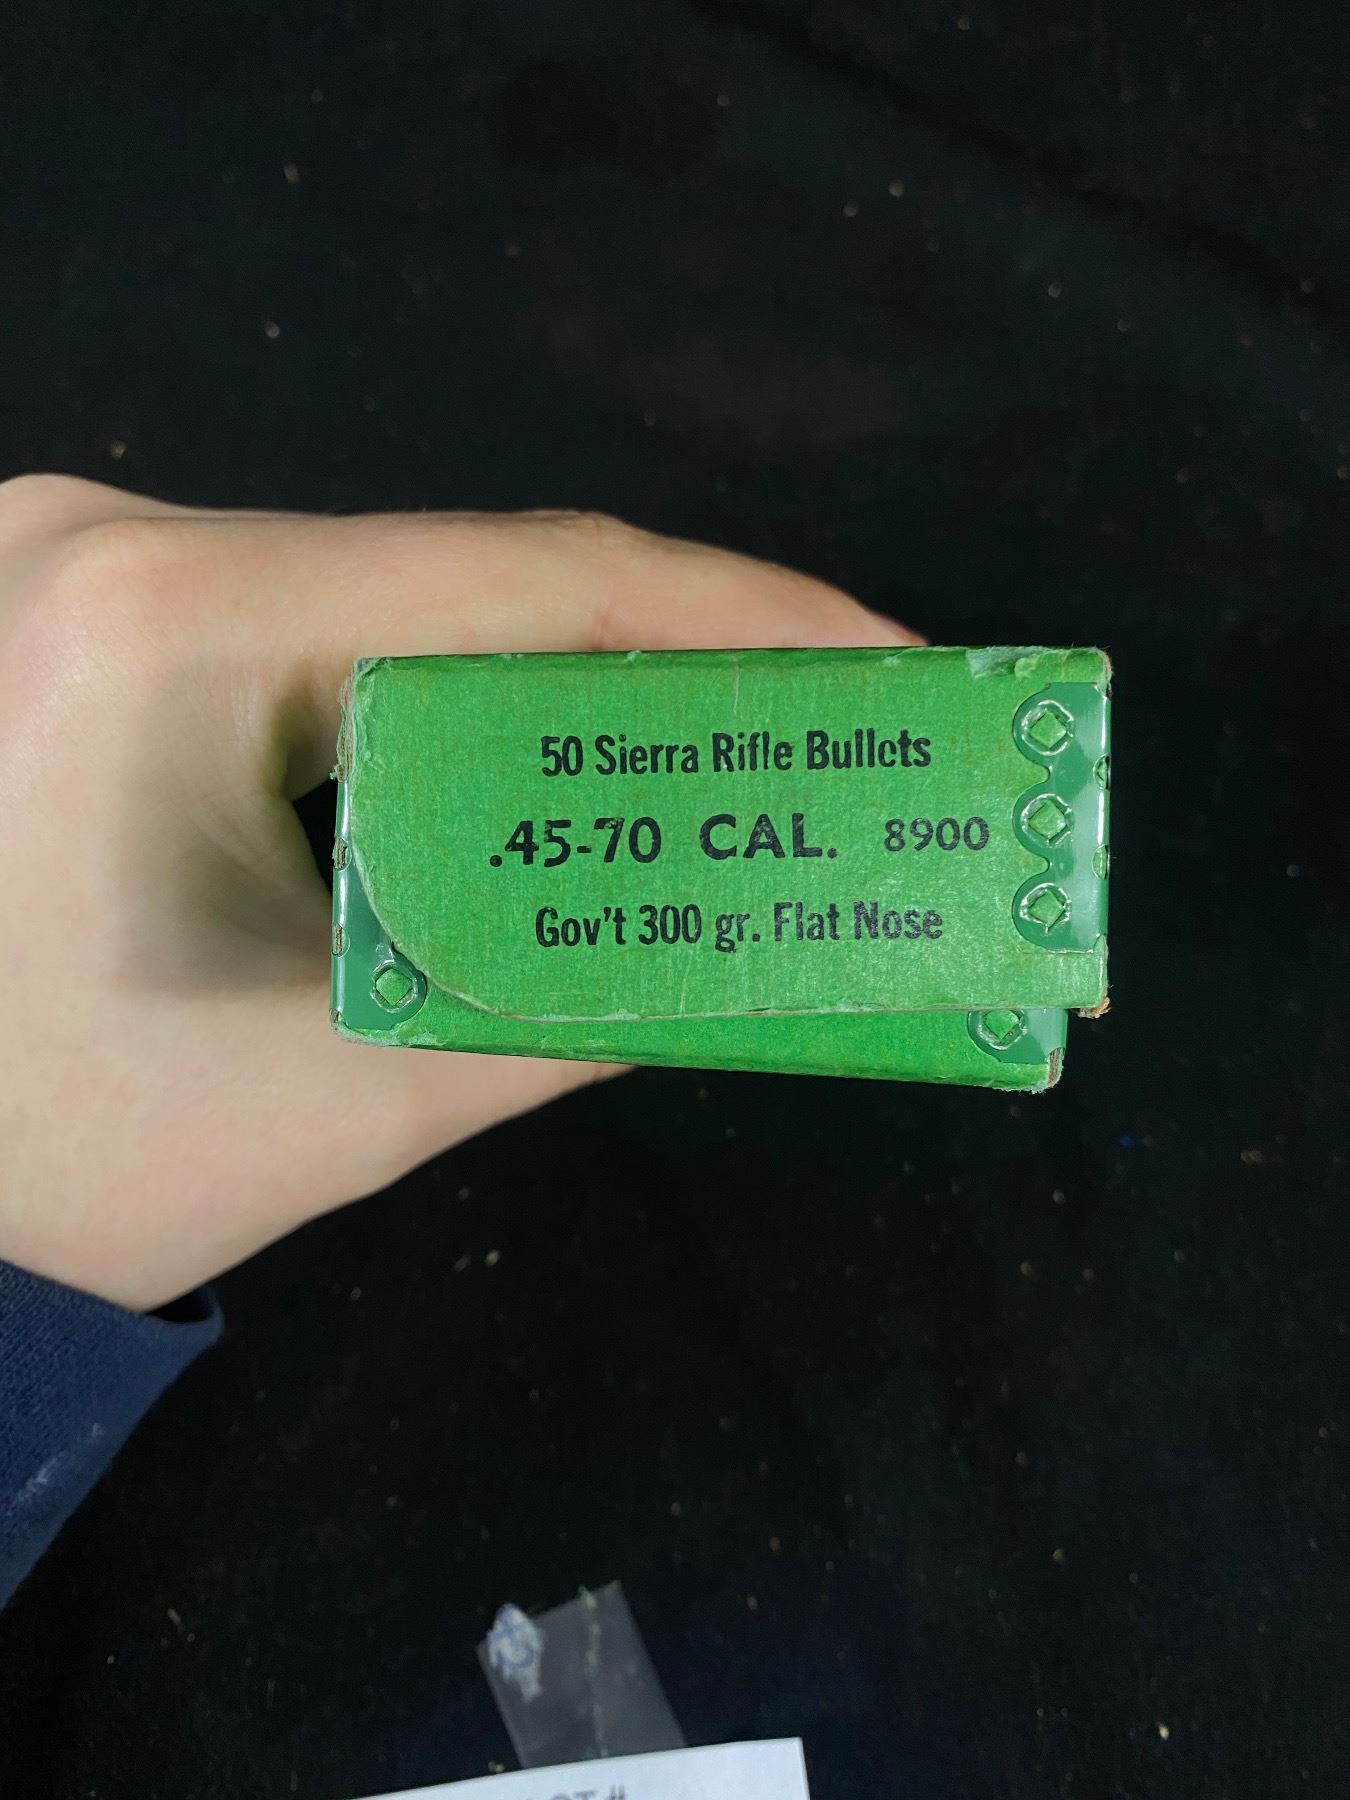 50 Sierra Rifle Bullets
.45-70 CAL. 8900
Gov't 300 gr. Flat Nose